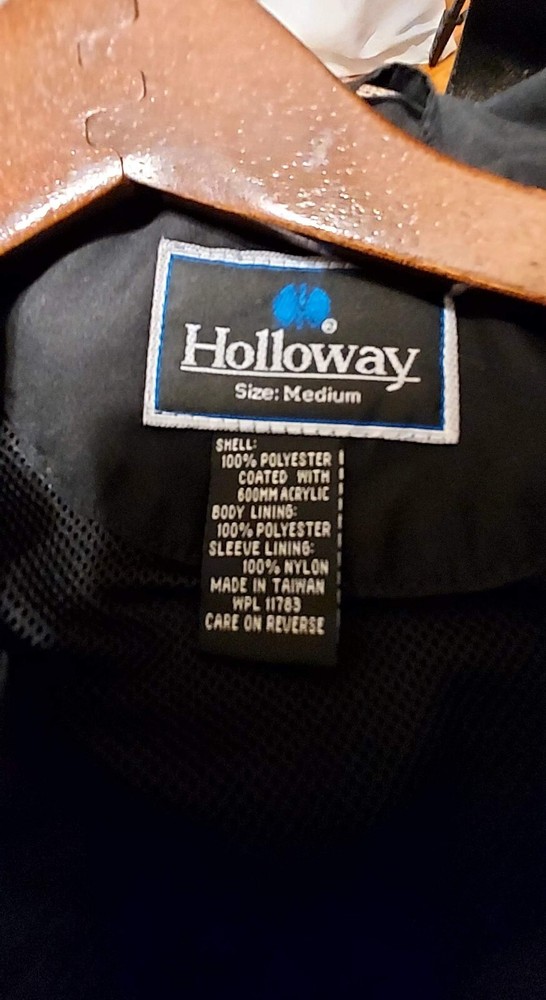 Holloway
Size: Medium
SHELL:
100% POLYESTER
COATED WITH
600MM ACRYLIC
BODY LINING:
100% POLYESTER
SLEEVE LINING:
100% NYLON
MADE IN TAIWAN
WPL 11783
CARE ON REVERSE